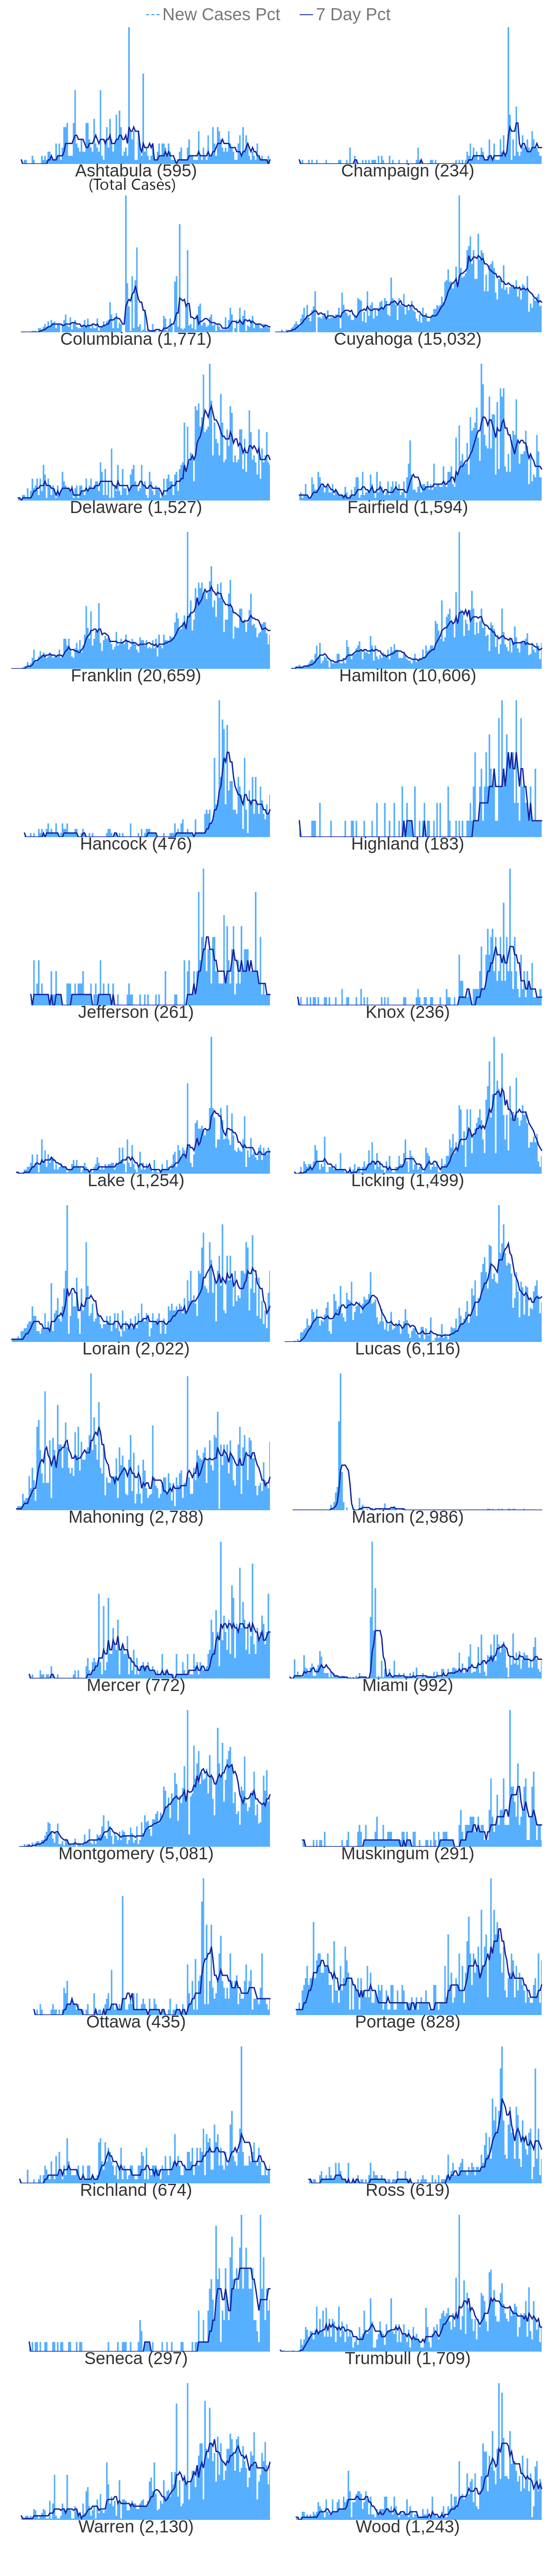 New Cases Pct 7 Day Pct
Ashtabula (595) Champaign (234)
(Total Cases)
Columbiana (1,771) Cuyahoga (15,032)
Delaware (1,527) Fairfield (1,594)
Franklin (20,659) Hamilton (10,606)
Hancock (476) Highland (183)
Jefferson (261) Knox (236)
Lake (1,254) Licking (1,499)
Lorain (2,022) Lucas (6,116)
Mahoning (2,788) Marion (2,986)
Mercer (772) Miami (992)
Montgomery (5,081) Muskingum (291)
Ottawa (435) Portage (828)
Richland (674) Ross (619)
Seneca (297) Trumbull (1,709)
Warren (2,130) Wood (1,243)